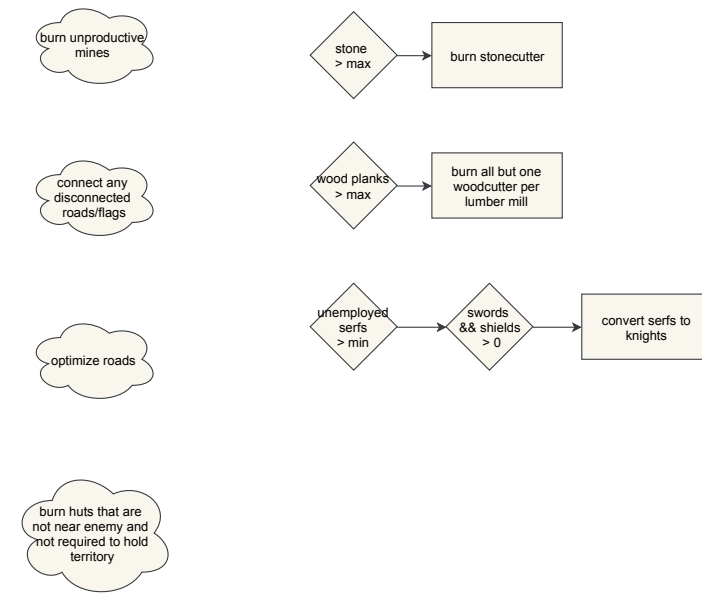 burn unproductive
mines
stone
> max
burn stonecutter
connect any
disconnected
roads/flags
wood planks
> max
burn all but one
woodcutter per
lumber mill
optimize roads
unemployed
serfs
> min
swords
&& shields
> 0
convert serfs to
knights
burn huts that are
not near enemy and
not required to hold
territory